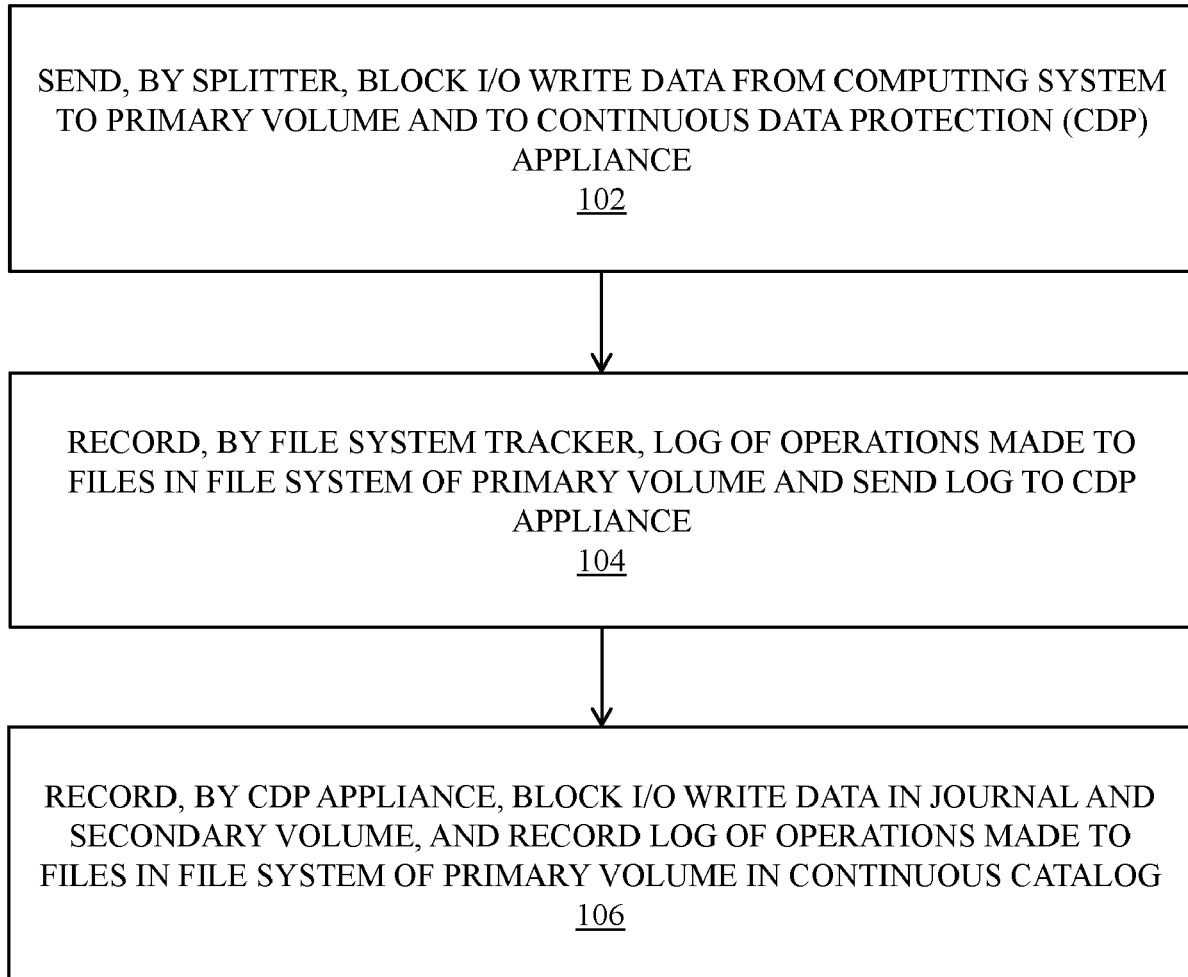 SEND, BY SPLITTER, BLOCK I/O WRITE DATA FROM COMPUTING SYSTEM
TO PRIMARY VOLUME AND TO CONTINUOUS DATA PROTECTION (CDP)
APPLIANCE
102
RECORD, BY FILE SYSTEM TRACKER, LOG OF OPERATIONS MADE TO
FILES IN FILE SYSTEM OF PRIMARY VOLUME AND SEND LOG TO CDP
APPLIANCE
104
RECORD, BY CDP APPLIANCE, BLOCK I/O WRITE DATA IN JOURNAL AND
SECONDARY VOLUME, AND RECORD LOG OF OPERATIONS MADE TO
FILES IN FILE SYSTEM OF PRIMARY VOLUME IN CONTINUOUS CATALOG
106